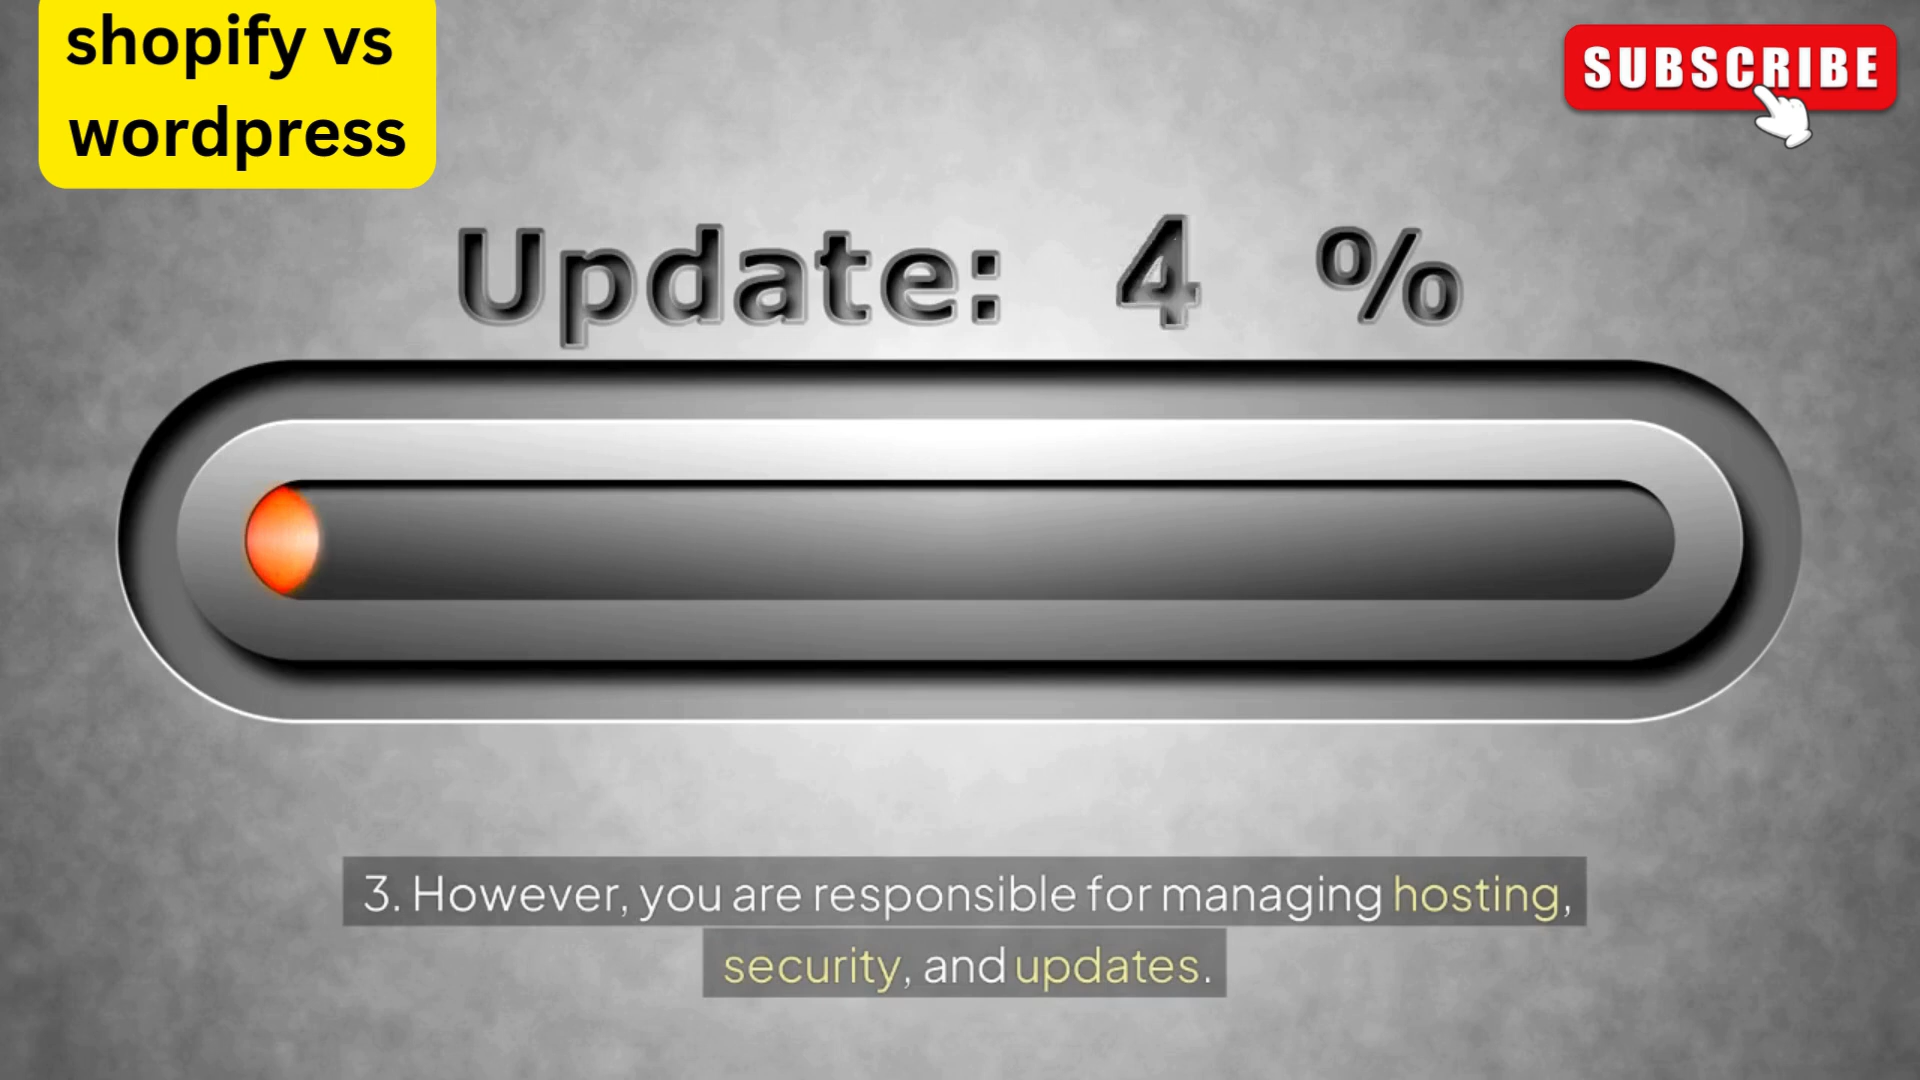 shopify vs
wordpress
SUBSCRIBE
Update: 4 %
3. However, you are responsible for managing hosting,
security, and updates.